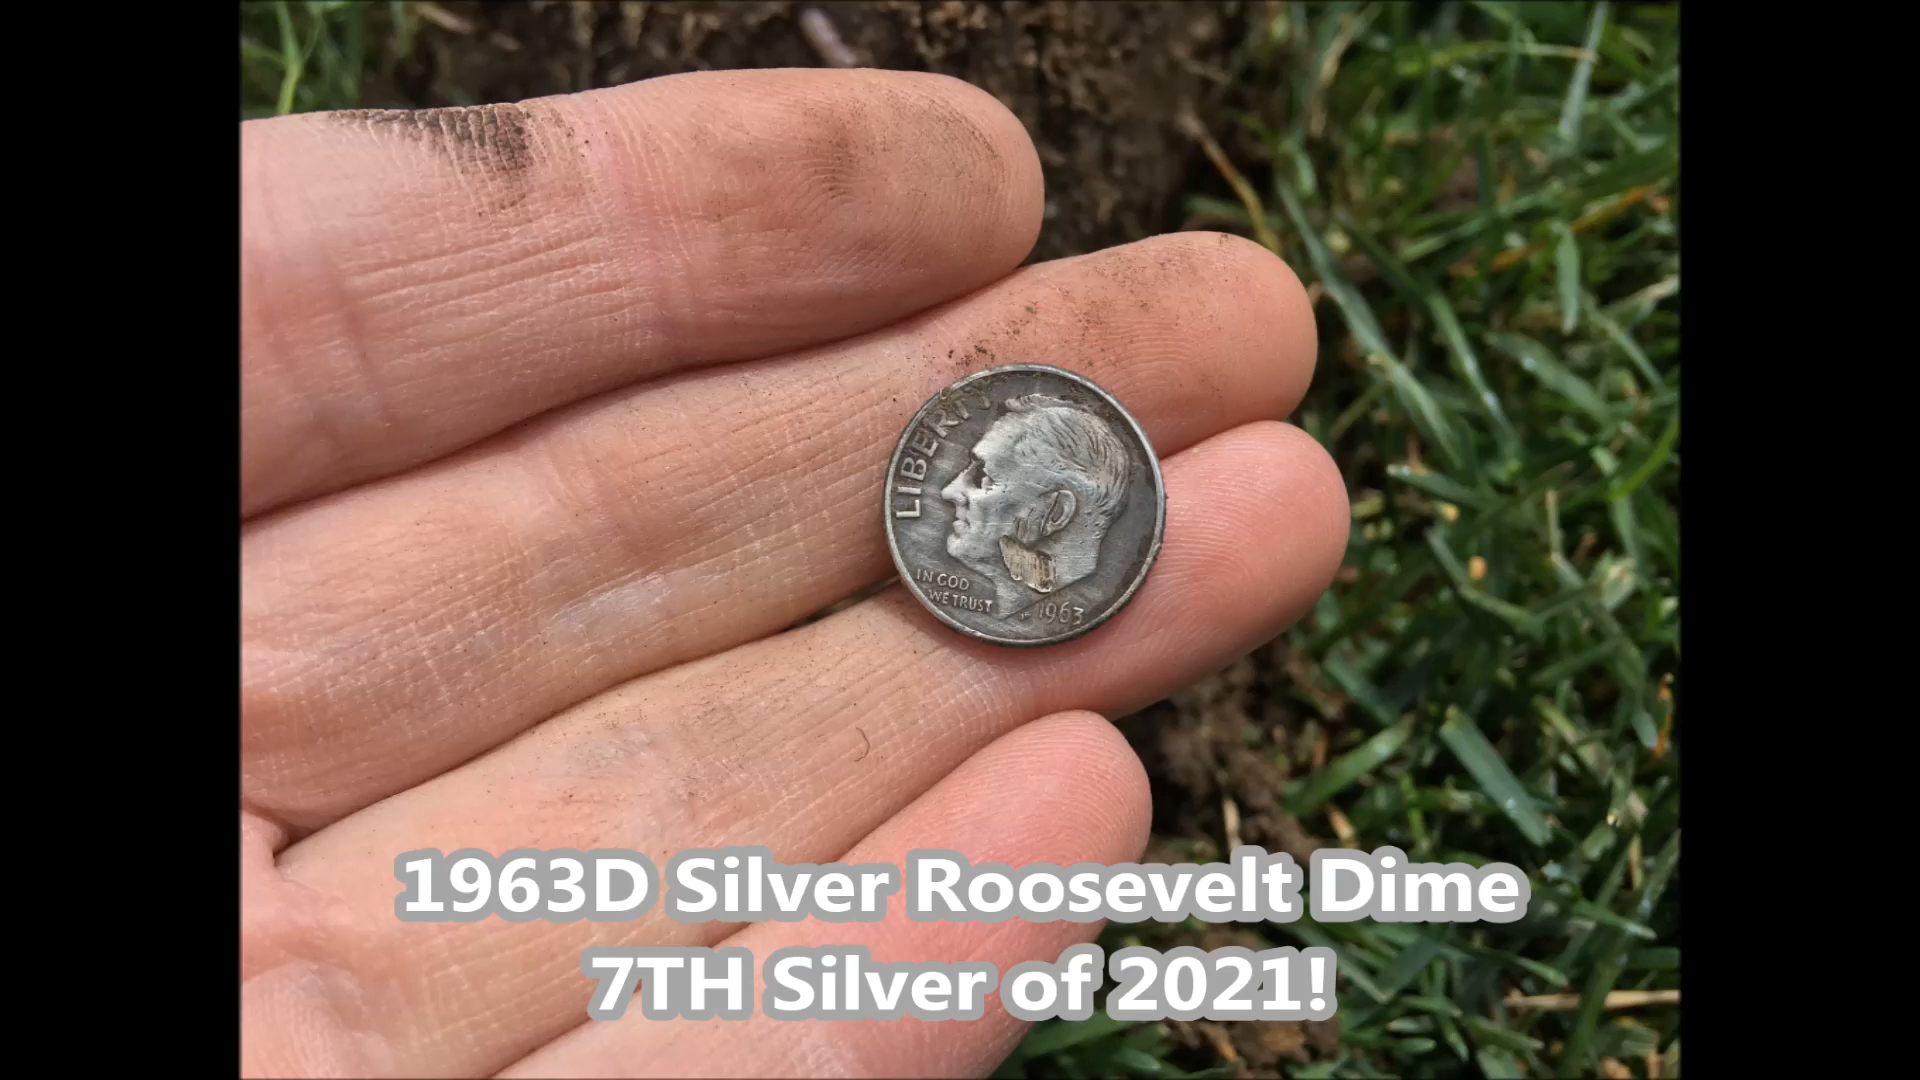 LIBERTY
IN GOD
WE TRUST
1963
1963D Silver Roosevelt Dime
7TH Silver of 2021!